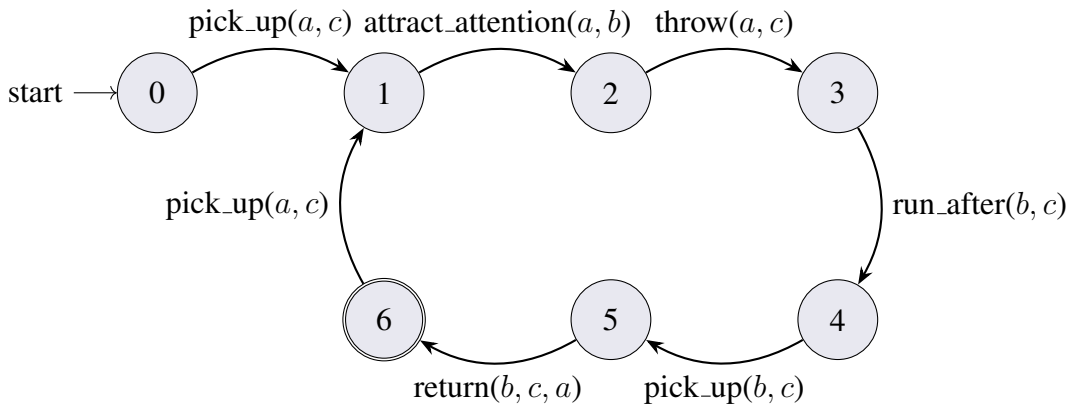 pick_up(a, c) attract_attention(a, b) throw(a, c)
start 0 1 2 3
pick_up(a, c) run_after(b, c)
6 5 4
return(b, c, a) pick_up(b, c)